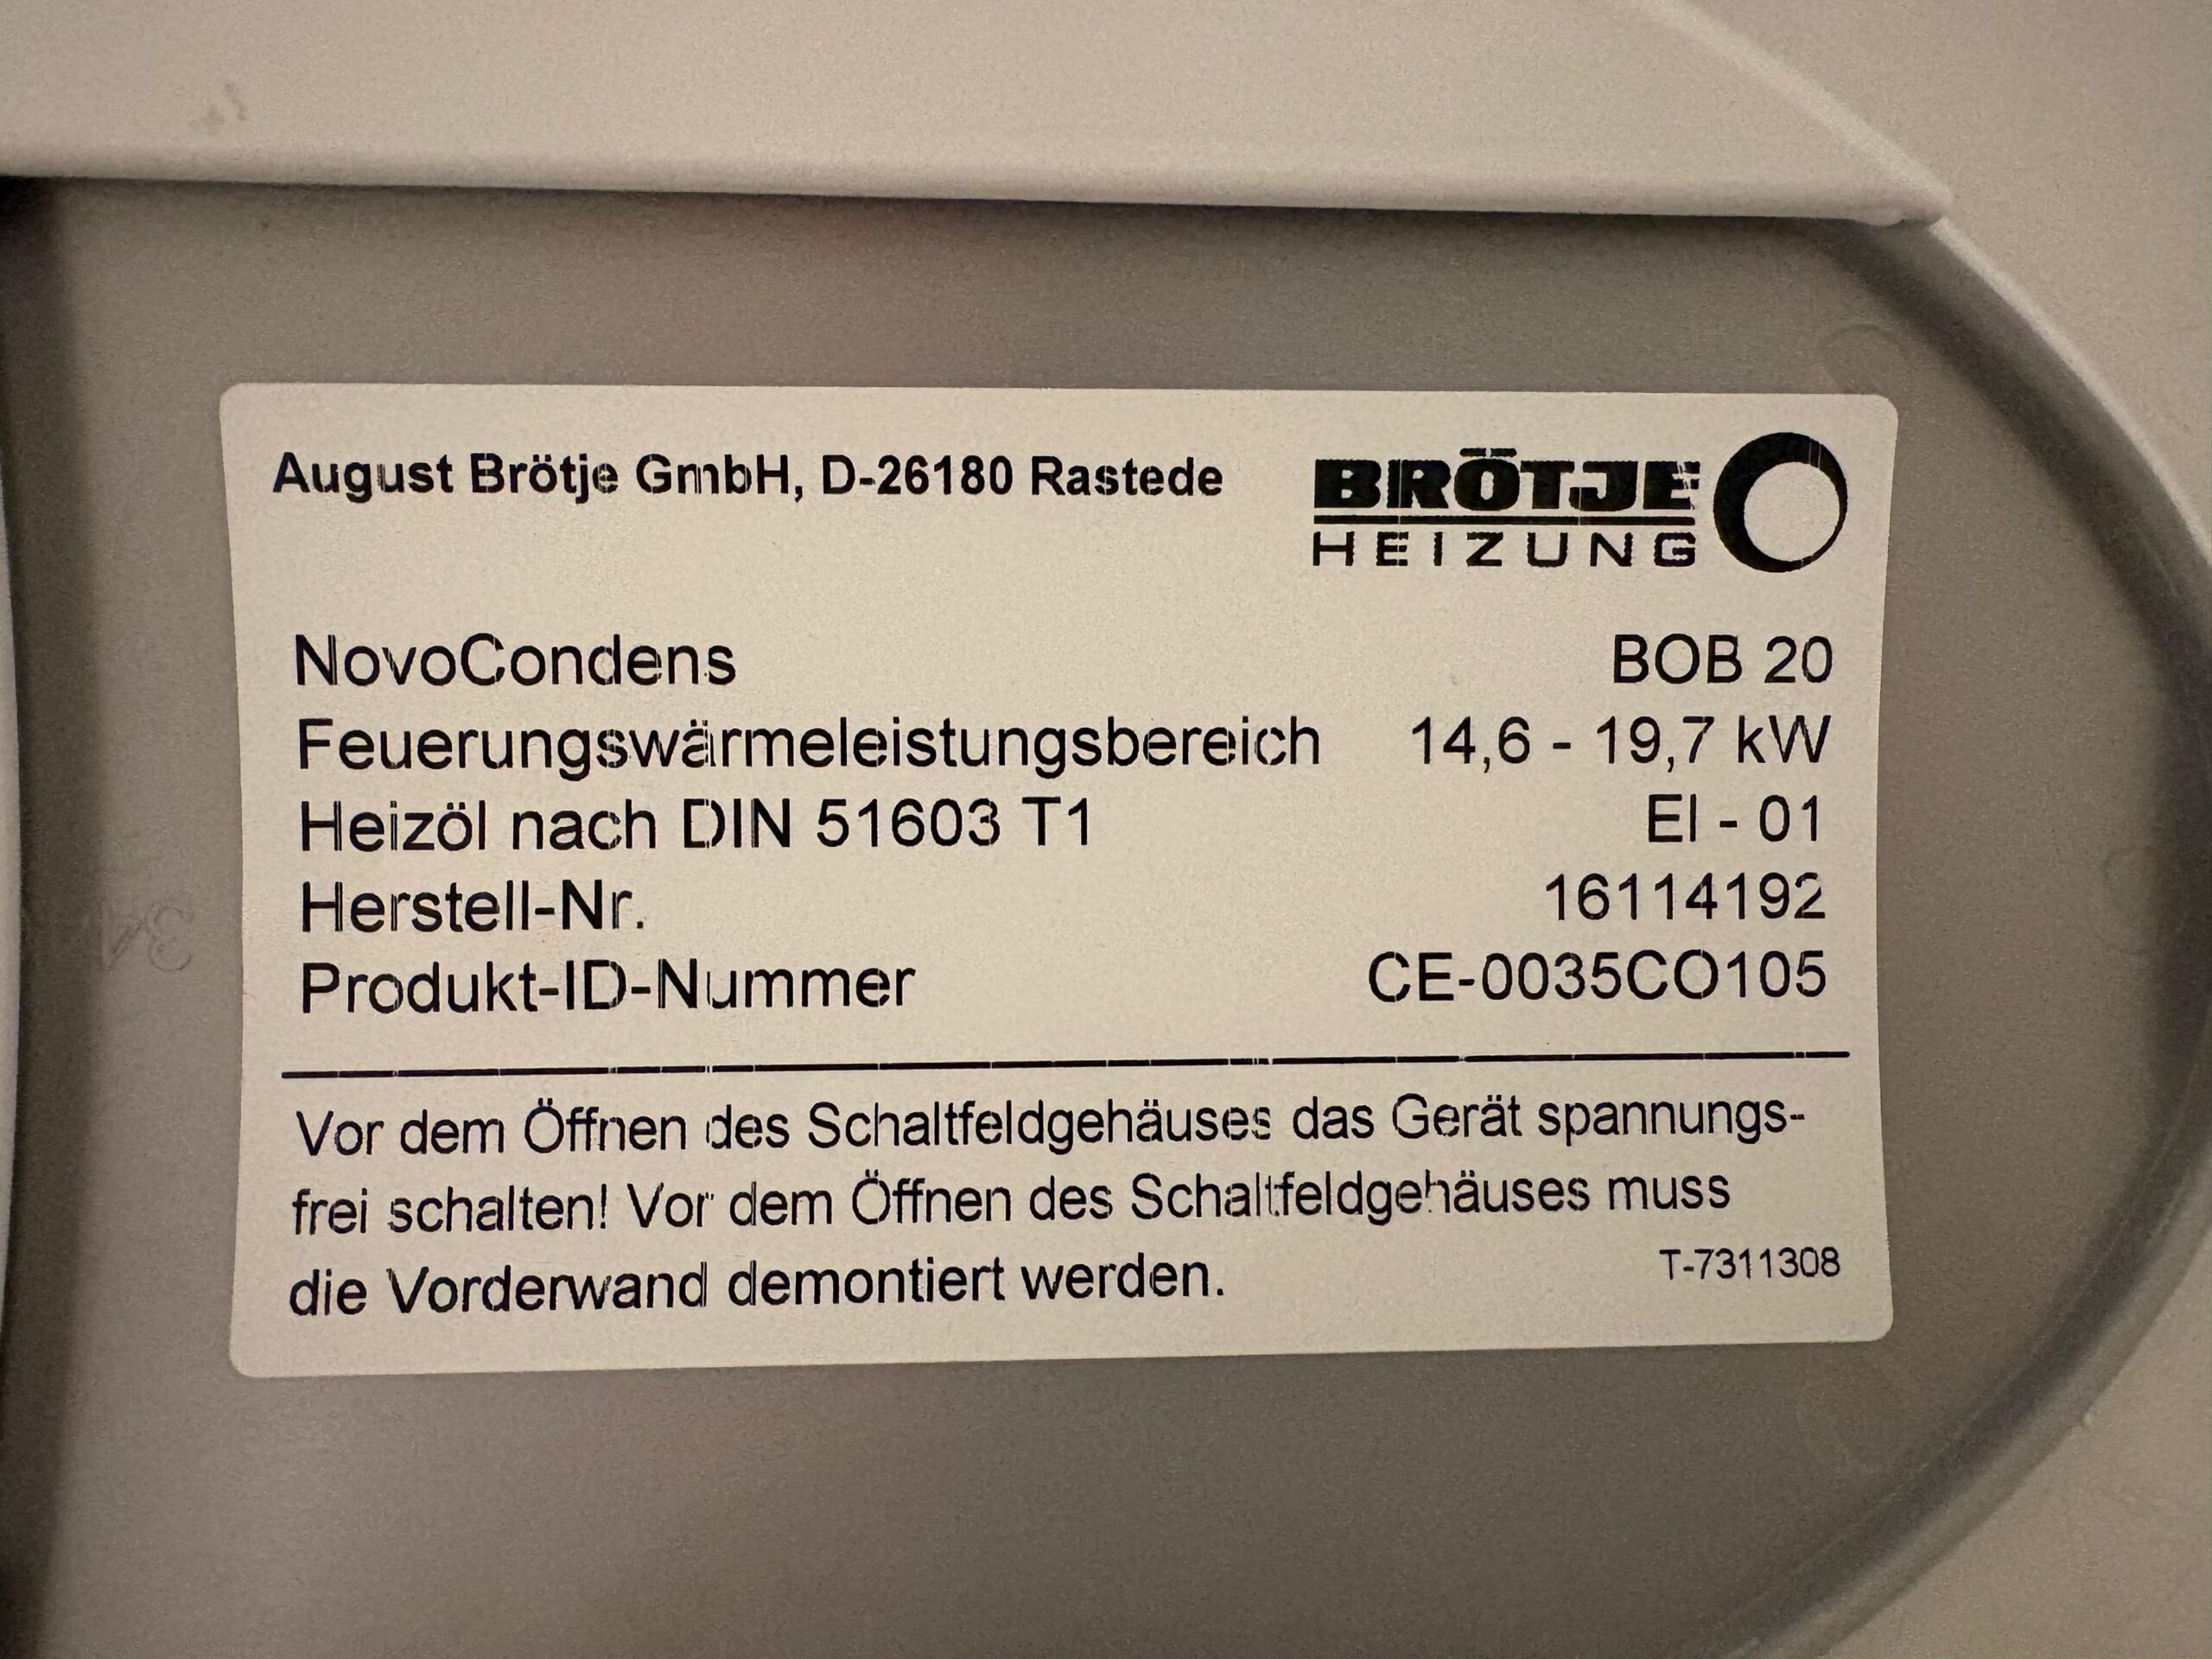 August Brötje GmbH, D-26180 Rastede
BRÖTJE
HEIZUNG
NovoCondens BOB 20
Feuerungswärmeleistungsbereich 14,6 - 19,7 kW
Heizöl nach DIN 51603 T1 El - 01
Herstell-Nr. 16114192
Produkt-ID-Nummer CE-0035CO105
Vor dem Öffnen des Schaltfeldgehäuses das Gerät spannungs-
frei schalten! Vor dem Öffnen des Schaltfeldgehäuses muss
die Vorderwand demontiert werden.
T-7311308